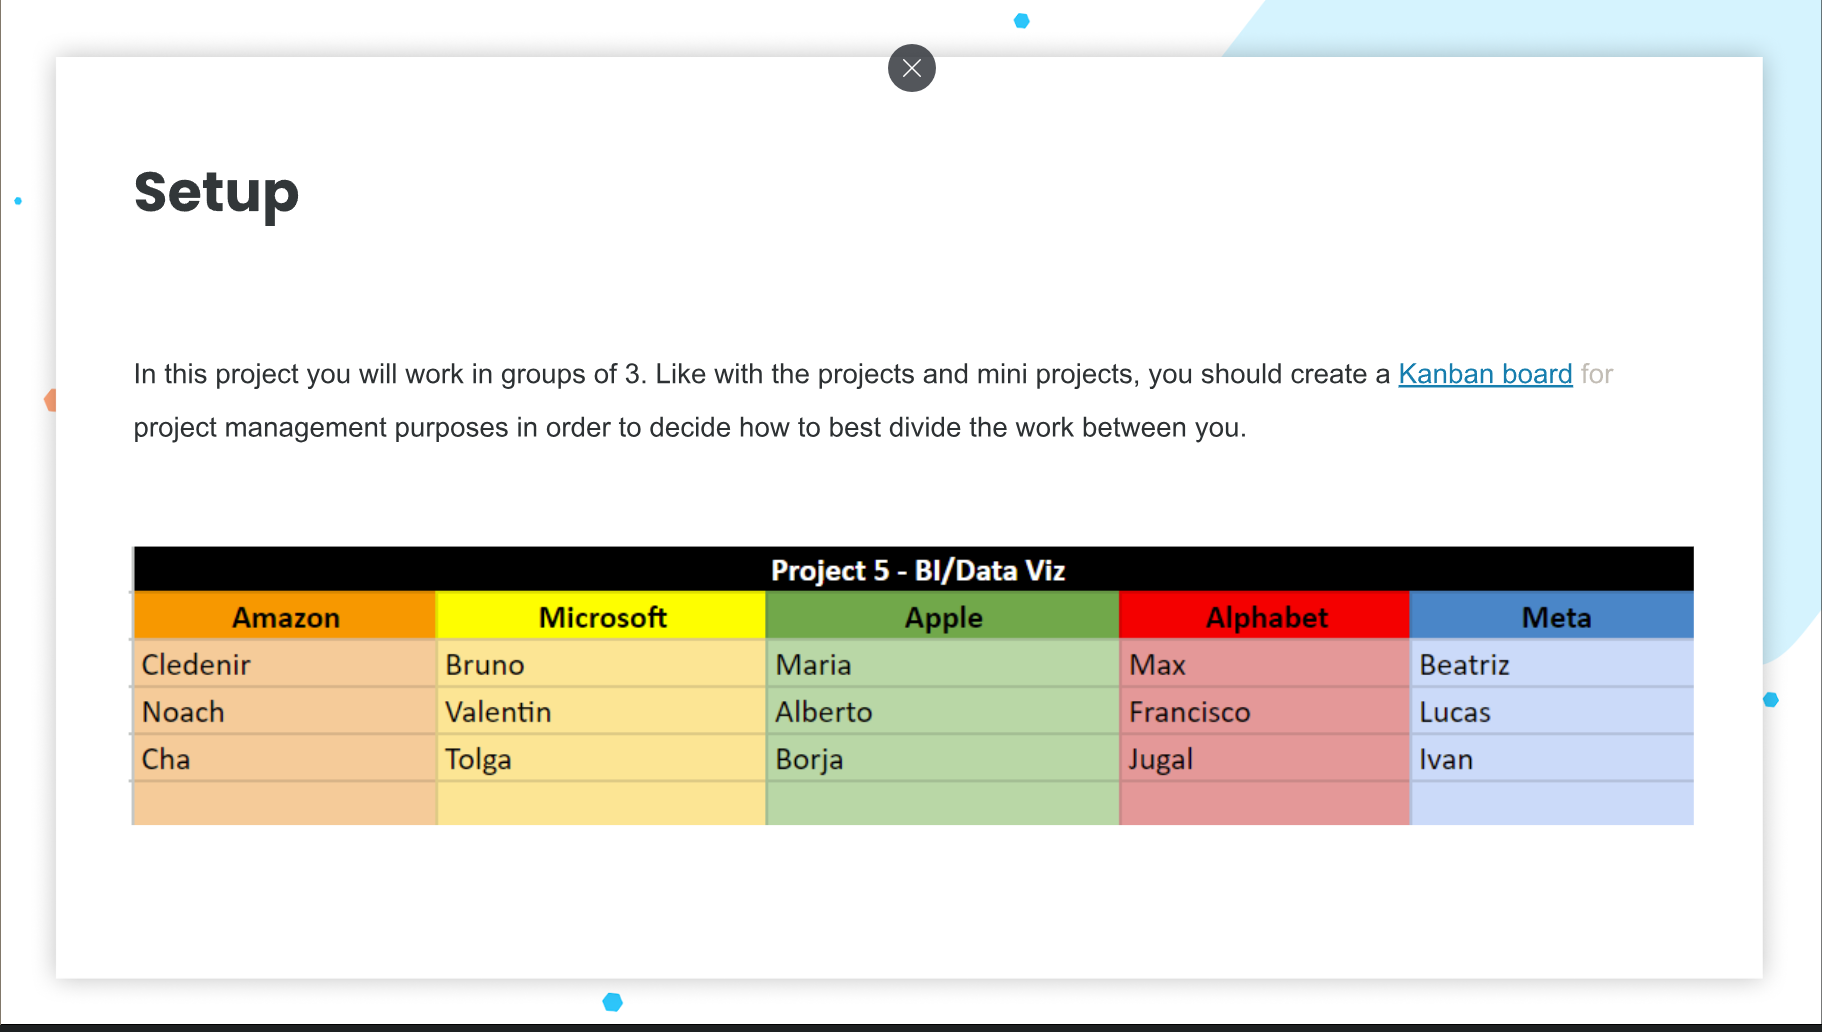 Setup
In this project you will work in groups of 3. Like with the projects and mini projects, you should create a Kanban board for
project management purposes in order to decide how to best divide the work between you.
Project 5 - BI/Data Viz
Amazon Microsoft Apple Alphabet Meta
Cledenir Bruno Maria Max Beatriz
Noach Valentin Alberto Francisco Lucas
Cha Tolga Borja Jugal Ivan